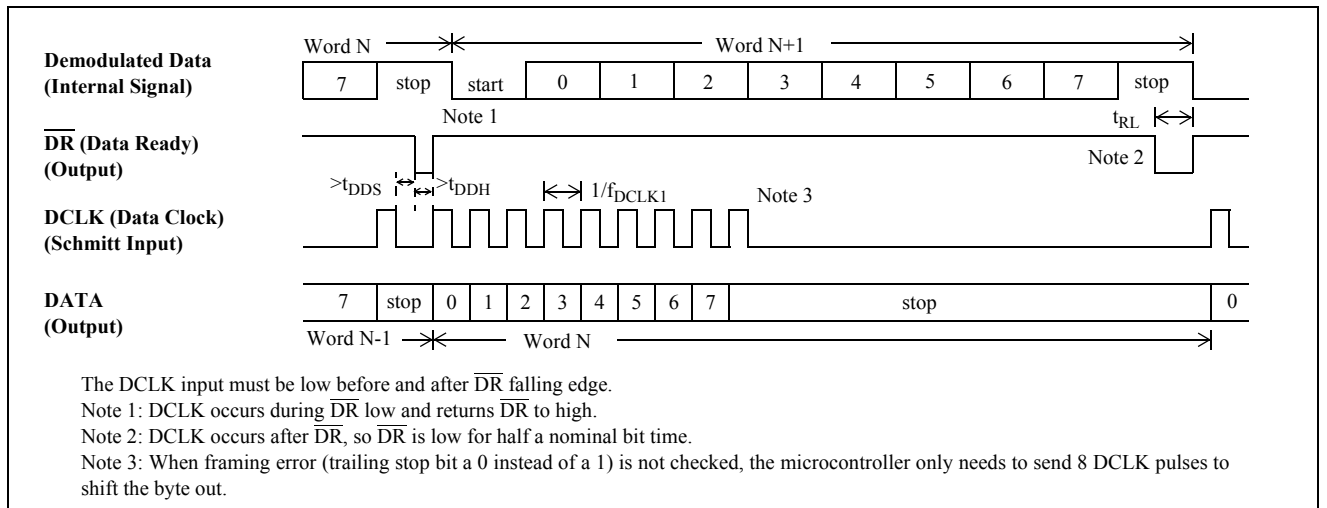 Word N
Word N+1
Demodulated Data
(Internal Signal)
7 stop start 0 1 2 3 4 5 6 7 stop
Note 1
tRL
DR (Data Ready)
(Output)
Note 2
>tDDS >tDDH
1/fDCLK1
Note 3
DCLK (Data Clock)
(Schmitt Input)
DATA
(Output)
7 stop 0 1 2 3 4 5 6 7 stop 0
Word N-1
Word N
The DCLK input must be low before and after DR falling edge.
Note 1: DCLK occurs during DR low and returns DR to high.
Note 2: DCLK occurs after DR, so DR is low for half a nominal bit time.
Note 3: When framing error (trailing stop bit a 0 instead of a 1) is not checked, the microcontroller only needs to send 8 DCLK pulses to
shift the byte out.